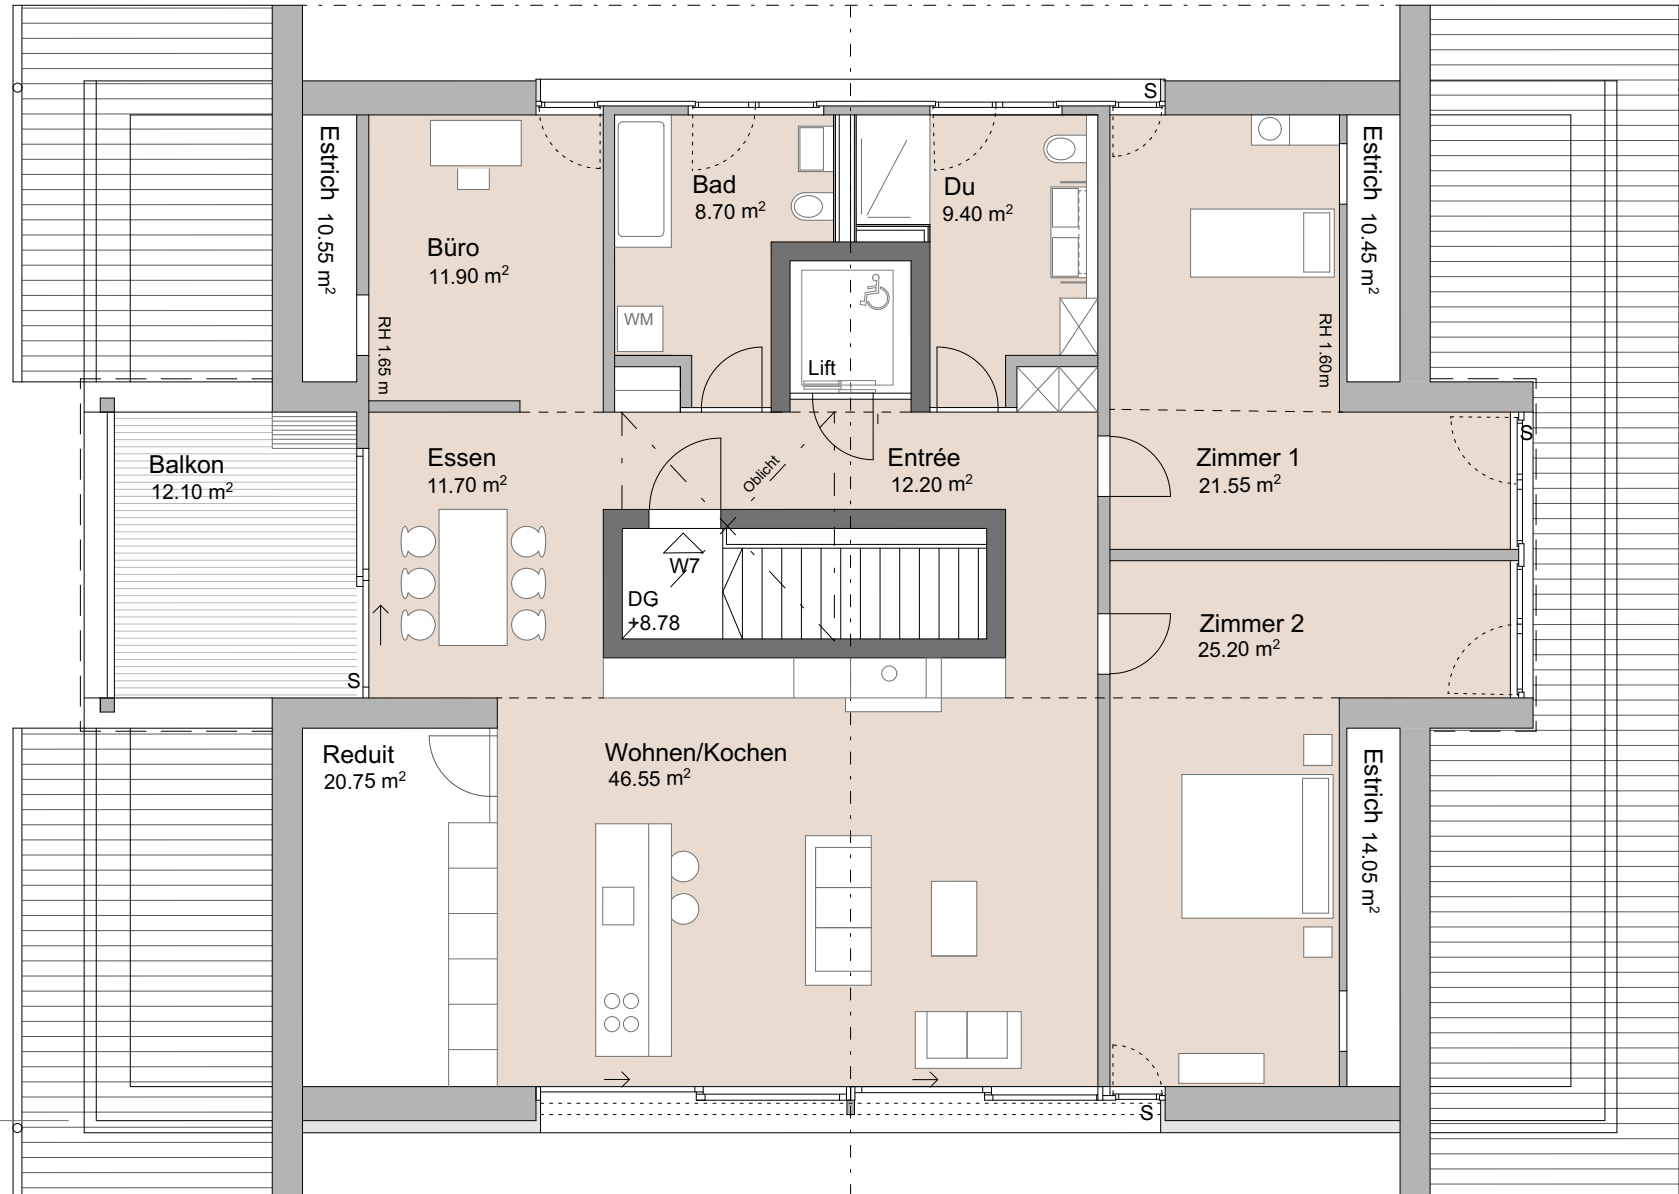 S
Estrich 10.55 m²
Büro
11.90 m²
RH 1.65 m
Bad
8.70 m²
WM
Lift
Du
9.40 m²
RH 1.60m
Estrich 10.45 m²
Balkon
12.10 m²
S
Essen
11.70 m²
Oblicht
Entrée
12.20 m²
Zimmer 1
21.55 m²
S
W7
DG
+8.78
Zimmer 2
25.20 m²
Reduit
20.75 m²
Wohnen/Kochen
46.55 m²
Estrich 14.05 m²
S